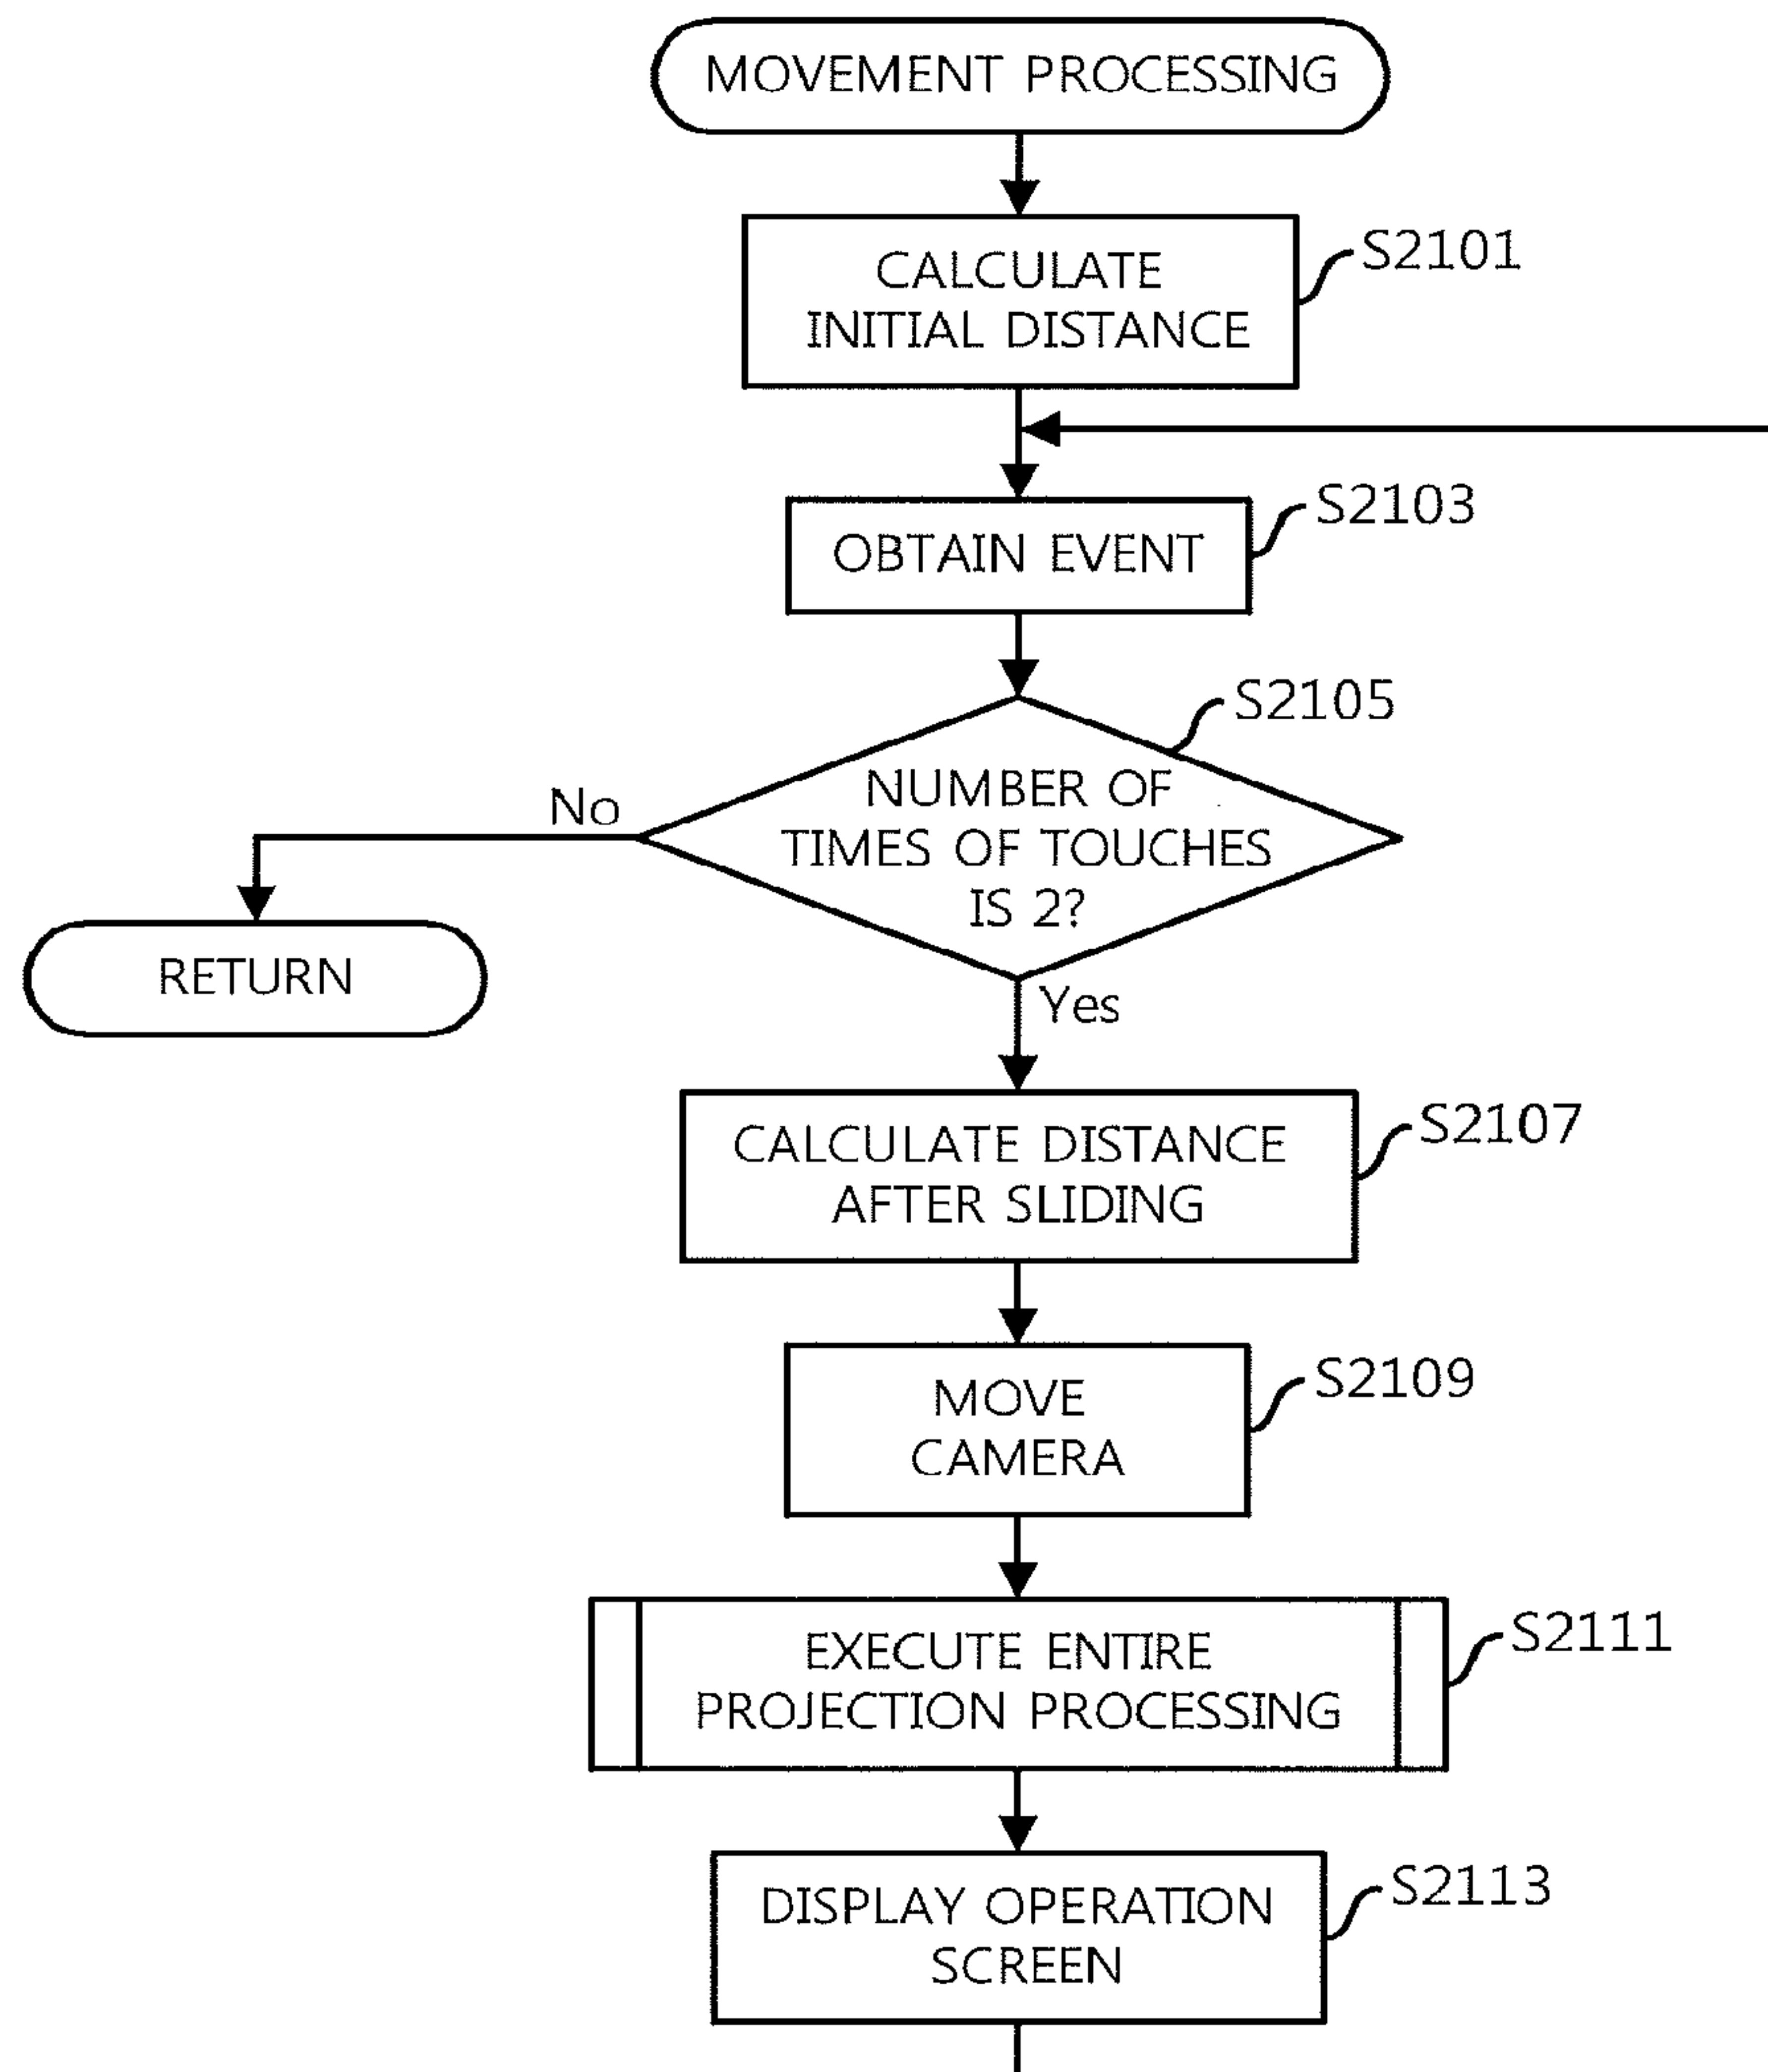 MOVEMENT PROCESSING
CALCULATE
INITIAL DISTANCE
S2101
OBTAIN EVENT
S2103
S2105
NUMBER OF
TIMES OF TOUCHES
IS 2?
No
RETURN
Yes
CALCULATE DISTANCE
AFTER SLIDING
S2107
MOVE
CAMERA
S2109
EXECUTE ENTIRE
PROJECTION PROCESSING
S2111
DISPLAY OPERATION
SCREEN
S2113